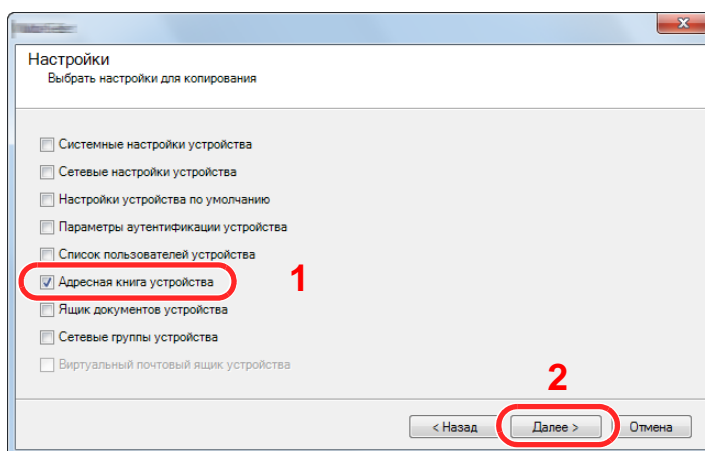 Настройки
Выбрать настройки для копирования
Системные настройки устройства
Сетевые настройки устройства
Настройки устройства по умолчанию
Параметры аутентификации устройства
Список пользователей устройства
Адресная книга устройства
1
Ящик документов устройства
Сетевые группы устройства
Виртуальный почтовый ящик устройства
2
< Назад
Далее >
Отмена